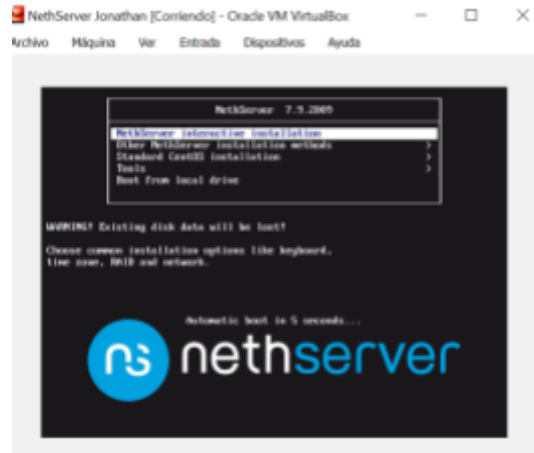 NethServer Jonathan [Corriendo] - Oracle VM VirtualBox
Archivo Máquina Ver Entrada Dispositivos Ayuda
NethServer 7.9.2009
NethServer interactive installation
Other NethServer installation methods >
Standard CentOS installation >
Tools >
Boot from local drive
WARNING! Existing disk data will be lost!
Choose common installation options like keyboard,
time zone, RAID and network.
Automatic boot in 5 seconds...
ns nethserver